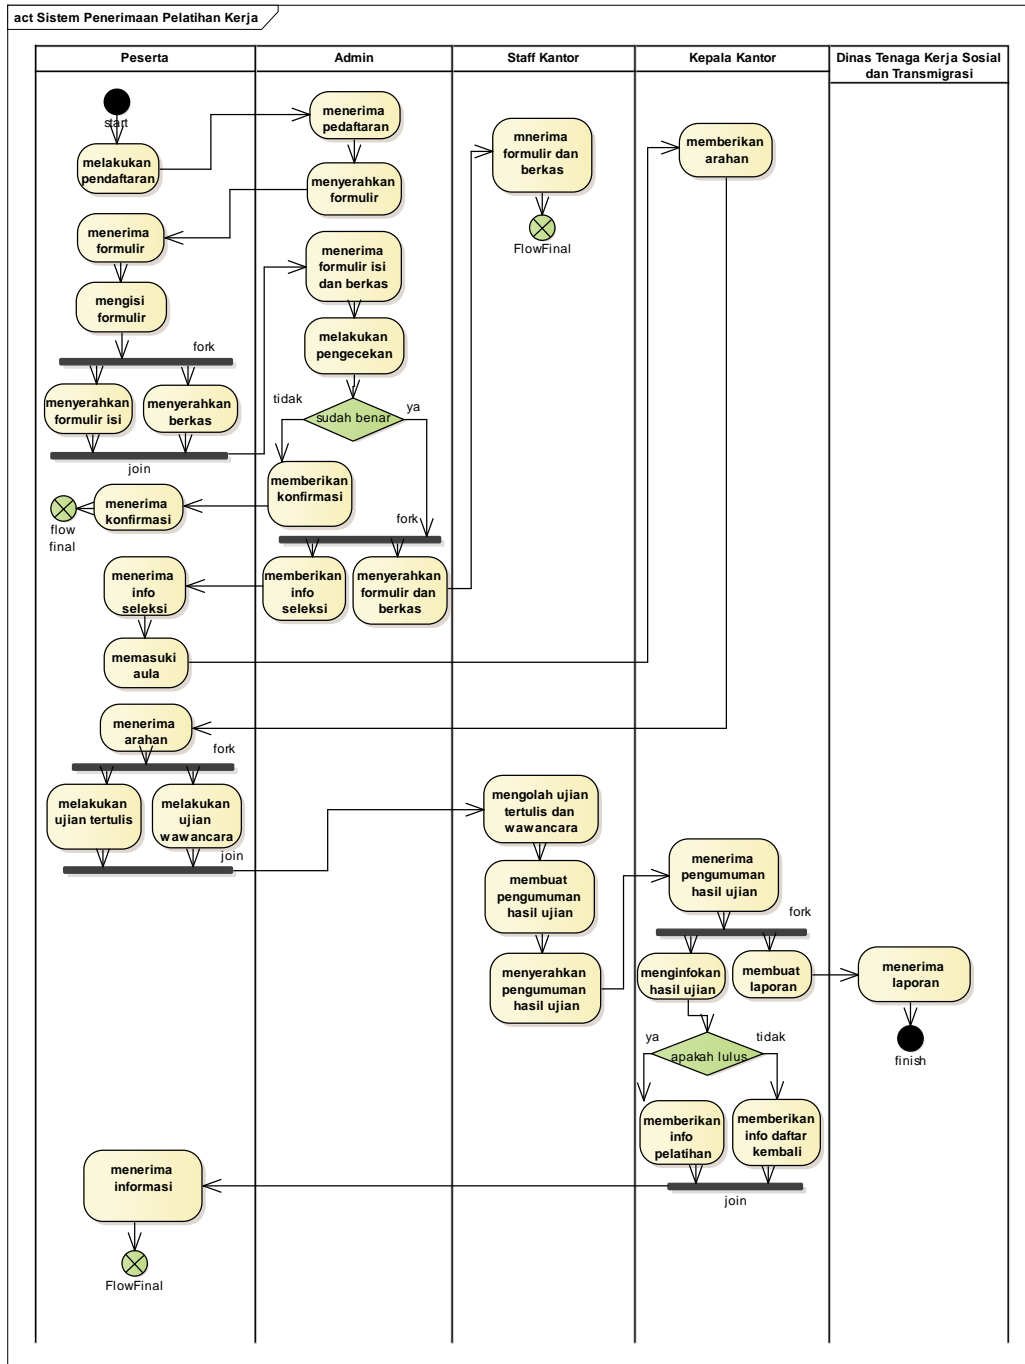 act Sistem Penerimaan Pelatihan Kerja
Peserta
Admin
Staff Kantor
Kepala Kantor
Dinas Tenaga Kerja Sosial
dan Transmigrasi
start
melakukan
pendaftaran
menerima
pedaftaran
menyerahkan
formulir
mnerima
formulir dan
berkas
FlowFinal
memberikan
arahan
menerima
formulir
mengisi
formulir
fork
menyerahkan
formulir isi
menyerahkan
berkas
join
menerima
formulir isi
dan berkas
melakukan
pengecekan
tidak
sudah benar
ya
memberikan
konfirmasi
menerima
konfirmasi
flow
final
fork
memberikan
info
seleksi
menyerahkan
formulir dan
berkas
menerima
info
seleksi
memasuki
aula
menerima
arahan
fork
melakukan
ujian tertulis
melakukan
ujian
wawancara
join
mengolah ujian
tertulis dan
wawancara
membuat
pengumuman
hasil ujian
menyerahkan
pengumuman
hasil ujian
menerima
pengumuman
hasil ujian
fork
menginfokan
hasil ujian
membuat
laporan
menerima
laporan
finish
ya
apakah lulus
tidak
memberikan
info
pelatihan
memberikan
info daftar
kembali
join
menerima
informasi
FlowFinal